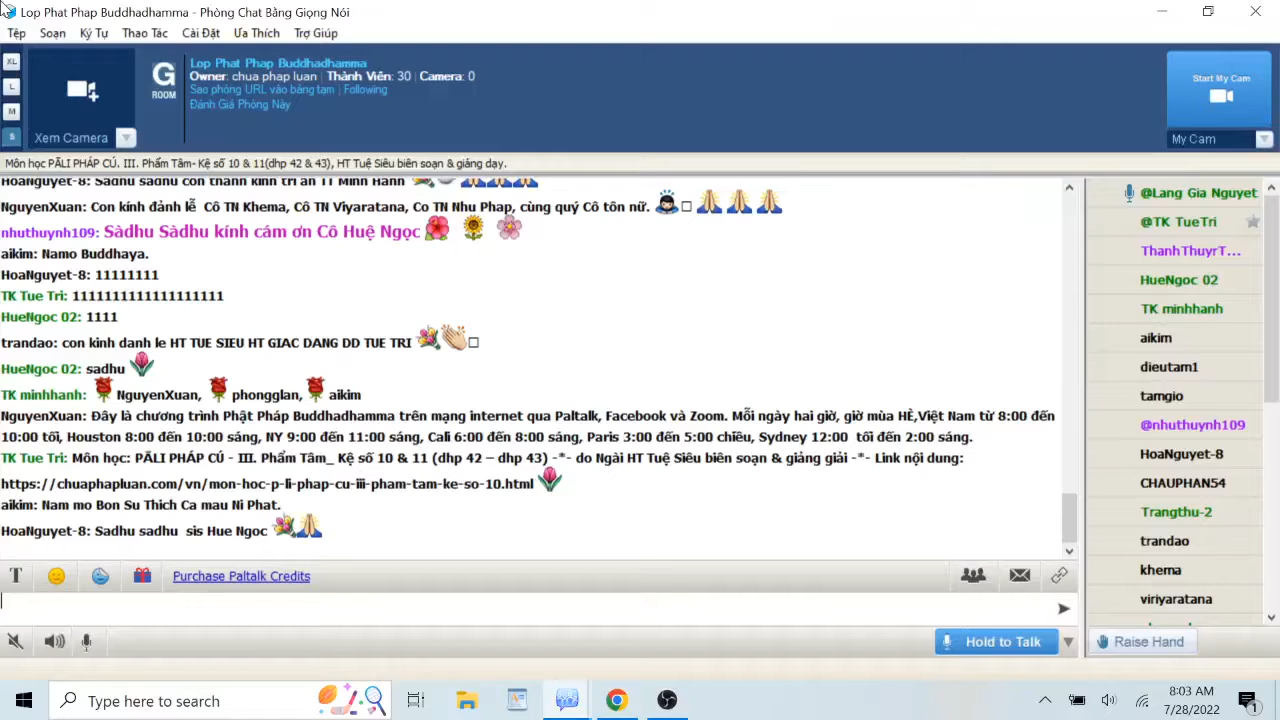 Lop Phat Phap Buddhadhamma - Phòng Chat Bằng Giọng Nói
Tệp Soạn Ký Tự Thao Tác Cài Đặt Ưa Thích Trợ Giúp
XL
L
M
S
Xem Camera
G
ROOM
Lop Phat Phap Buddhadhamma
Owner: chua phap luan | Thành Viên: 30 | Camera: 0
Sao phòng URL vào bảng tạm | Following
Đánh Giá Phòng Này
Start My Cam
My Cam
Môn học PĀLI PHÁP CÚ. III. Phẩm Tâm- Kệ số 10 & 11(dhp 42 & 43), HT Tuệ Siêu biên soạn & giảng dạy.
HoaNguyet-8: Sadhu sadhu con thành kính tri ân TT Minh Hạnh
NguyenXuan: Con kính đảnh lễ Cô TN Khema, Cô TN Viyaratana, Co TN Nhu Phap, cùng quý Cô tôn nữ.
nhuthuynh109: Sàdhu Sàdhu kính cám ơn Cô Huệ Ngọc
aikim: Namo Buddhaya.
HoaNguyet-8: 11111111
TK Tue Tri: 1111111111111111111
HueNgoc 02: 1111
trandao: con kinh danh le HT TUE SIEU HT GIAC DANG DD TUE TRI
HueNgoc 02: sadhu
TK minhhanh: NguyenXuan, phongglan, aikim
NguyenXuan: Đây là chương trình Phật Pháp Buddhadhamma trên mạng internet qua Paltalk, Facebook và Zoom. Mỗi ngày hai giờ, giờ mùa HÈ,Việt Nam từ 8:00 đến
10:00 tối, Houston 8:00 đến 10:00 sáng, NY 9:00 đến 11:00 sáng, Cali 6:00 đến 8:00 sáng, Paris 3:00 đến 5:00 chiều, Sydney 12:00 tối đến 2:00 sáng.
TK Tue Tri: Môn học: PĀLI PHÁP CÚ - III. Phẩm Tâm_ Kệ số 10 & 11 (dhp 42 – dhp 43) -*- do Ngài HT Tuệ Siêu biên soạn & giảng giải -*- Link nội dung:
https://chuaphapluan.com/vn/mon-hoc-p-li-phap-cu-iii-pham-tam-ke-so-10.html
aikim: Nam mo Bon Su Thich Ca mau Ni Phat.
HoaNguyet-8: Sadhu sadhu sis Hue Ngoc
@Lang Gia Nguyet
@TK TueTri
ThanhThuyrT...
HueNgoc 02
TK minhhanh
aikim
dieutam1
tamgio
@nhuthuynh109
HoaNguyet-8
CHAUPHAN54
Trangthu-2
trandao
khema
viriyaratana
T
Purchase Paltalk Credits
Hold to Talk
Raise Hand
Type here to search
8:03 AM
7/28/2022
1